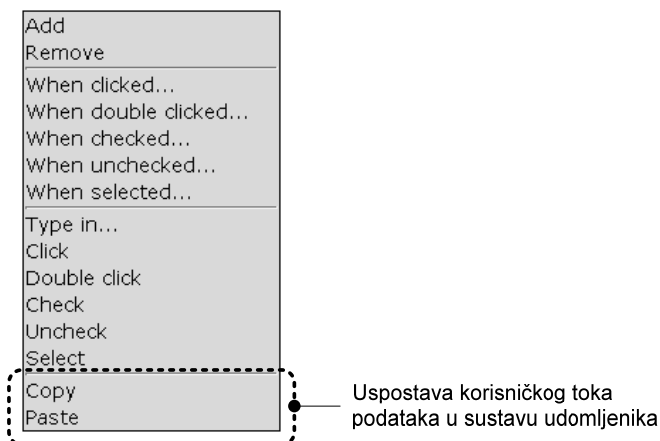 Add
Remove
When clicked...
When double clicked...
When checked...
When unchecked...
When selected...
Type in...
Click
Double click
Check
Uncheck
Select
Copy
Paste
Uspostava korisničkog toka
podataka u sustavu udomljenika